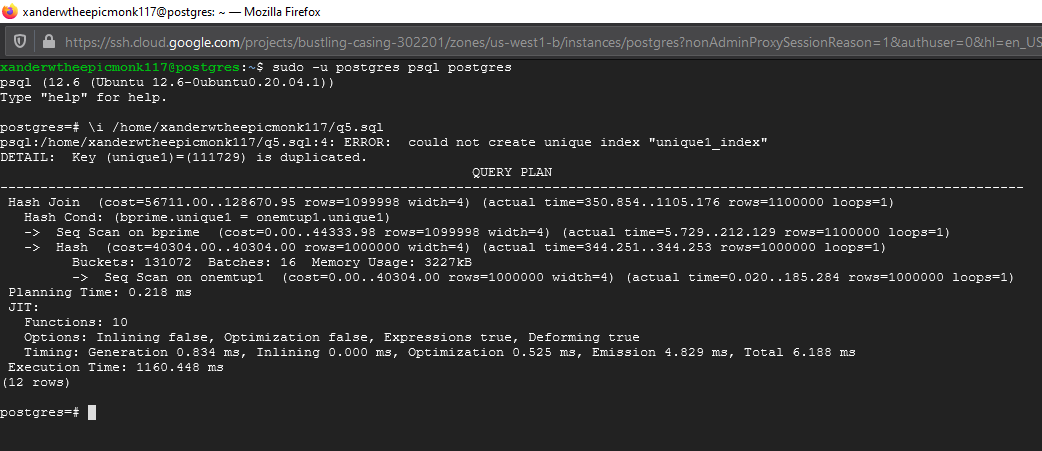 xanderwtheepicmonk117@postgres: ~ — Mozilla Firefox
https://ssh.cloud.google.com/projects/bustling-casing-302201/zones/us-west1-b/instances/postgres?nonAdminProxySessionReason=1&authuser=0&hl=en_US
xanderwtheepicmonk117@postgres:~$ sudo -u postgres psql postgres
psql (12.6 (Ubuntu 12.6-0ubuntu0.20.04.1))
Type "help" for help.
postgres=# \i /home/xanderwtheepicmonk117/q5.sql
psql:/home/xanderwtheepicmonk117/q5.sql:4: ERROR:  could not create unique index "unique1_index"
DETAIL:  Key (unique1)=(111729) is duplicated.
QUERY PLAN
--------------------------------------------------------------------------------------------------------------------------------
Hash Join  (cost=56711.00..128670.95 rows=1099998 width=4) (actual time=350.854..1105.176 rows=1100000 loops=1)
Hash Cond: (bprime.unique1 = onemtup1.unique1)
->  Seq Scan on bprime  (cost=0.00..44333.98 rows=1099998 width=4) (actual time=5.729..212.129 rows=1100000 loops=1)
->  Hash  (cost=40304.00..40304.00 rows=1000000 width=4) (actual time=344.251..344.253 rows=1000000 loops=1)
Buckets: 131072  Batches: 16  Memory Usage: 3227kB
->  Seq Scan on onemtup1  (cost=0.00..40304.00 rows=1000000 width=4) (actual time=0.020..185.284 rows=1000000 loops=1)
Planning Time: 0.218 ms
JIT:
Functions: 10
Options: Inlining false, Optimization false, Expressions true, Deforming true
Timing: Generation 0.834 ms, Inlining 0.000 ms, Optimization 0.525 ms, Emission 4.829 ms, Total 6.188 ms
Execution Time: 1160.448 ms
(12 rows)
postgres=#